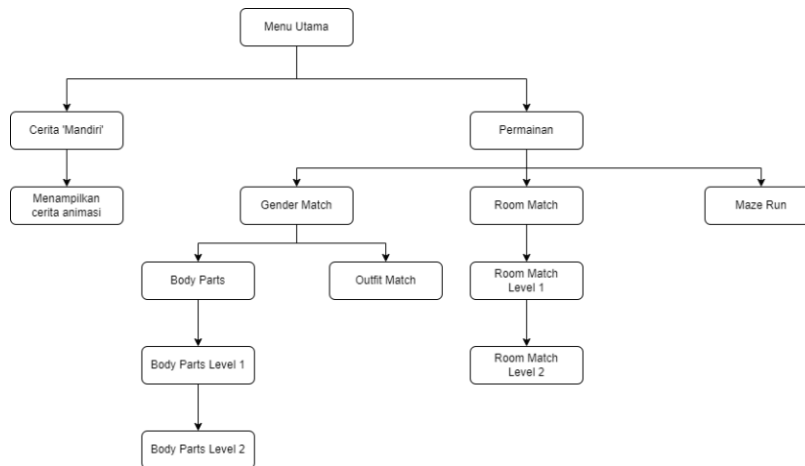 Menu Utama
Cerita 'Mandiri'
Permainan
Menampilkan
cerita animasi
Gender Match
Room Match
Maze Run
Body Parts
Outfit Match
Room Match
Level 1
Body Parts Level 1
Room Match
Level 2
Body Parts Level 2